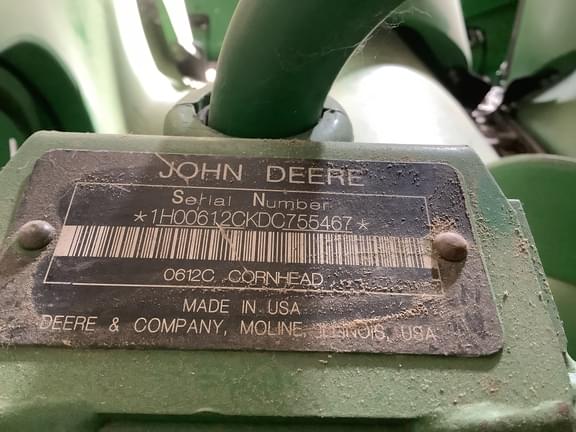 JOHN DEERE
Serial Number
*1H00612CKDC755467*
0612C CORNHEAD
MADE IN USA
DEERE & COMPANY, MOLINE, ILLINOIS, USA